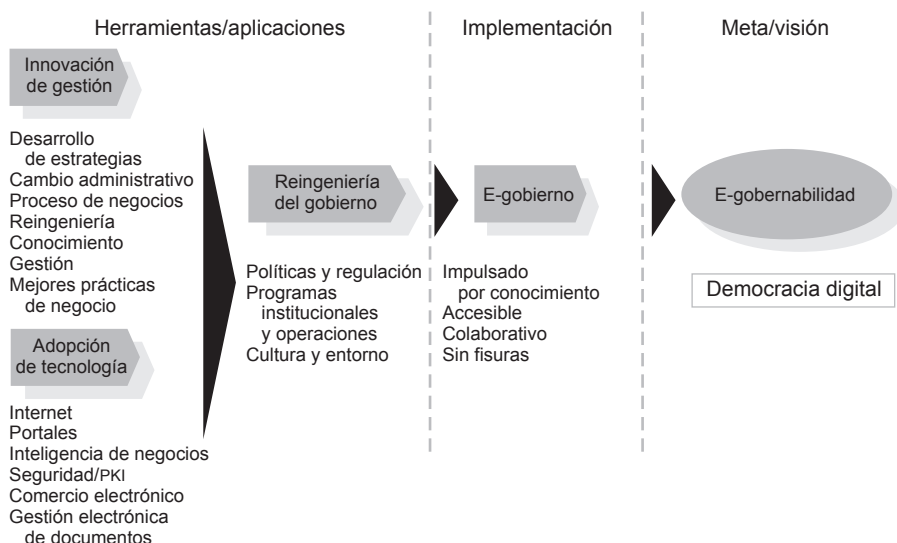 Herramientas/aplicaciones
Implementación
Meta/visión
Innovación
de gestión
Desarrollo
de estrategias
Cambio administrativo
Proceso de negocios
Reingeniería
Conocimiento
Gestión
Mejores prácticas
de negocio
Adopción
de tecnología
Internet
Portales
Inteligencia de negocios
Seguridad/PKI
Comercio electrónico
Gestión electrónica
de documentos
Reingeniería
del gobierno
Políticas y regulación
Programas
institucionales
y operaciones
Cultura y entorno
E-gobierno
Impulsado
por conocimiento
Accesible
Colaborativo
Sin fisuras
E-gobernabilidad
Democracia digital